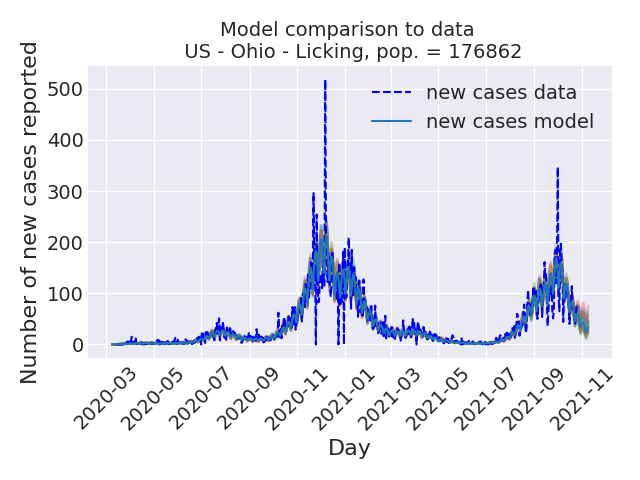 Model comparison to data
US - Ohio - Licking, pop. = 176862
Number of new cases reported
500
400
300
200
100
0
new cases data
new cases model
2020-03
2020-05
2020-07
2020-09
2020-11
2021-01
2021-03
2021-05
2021-07
2021-09
2021-11
Day